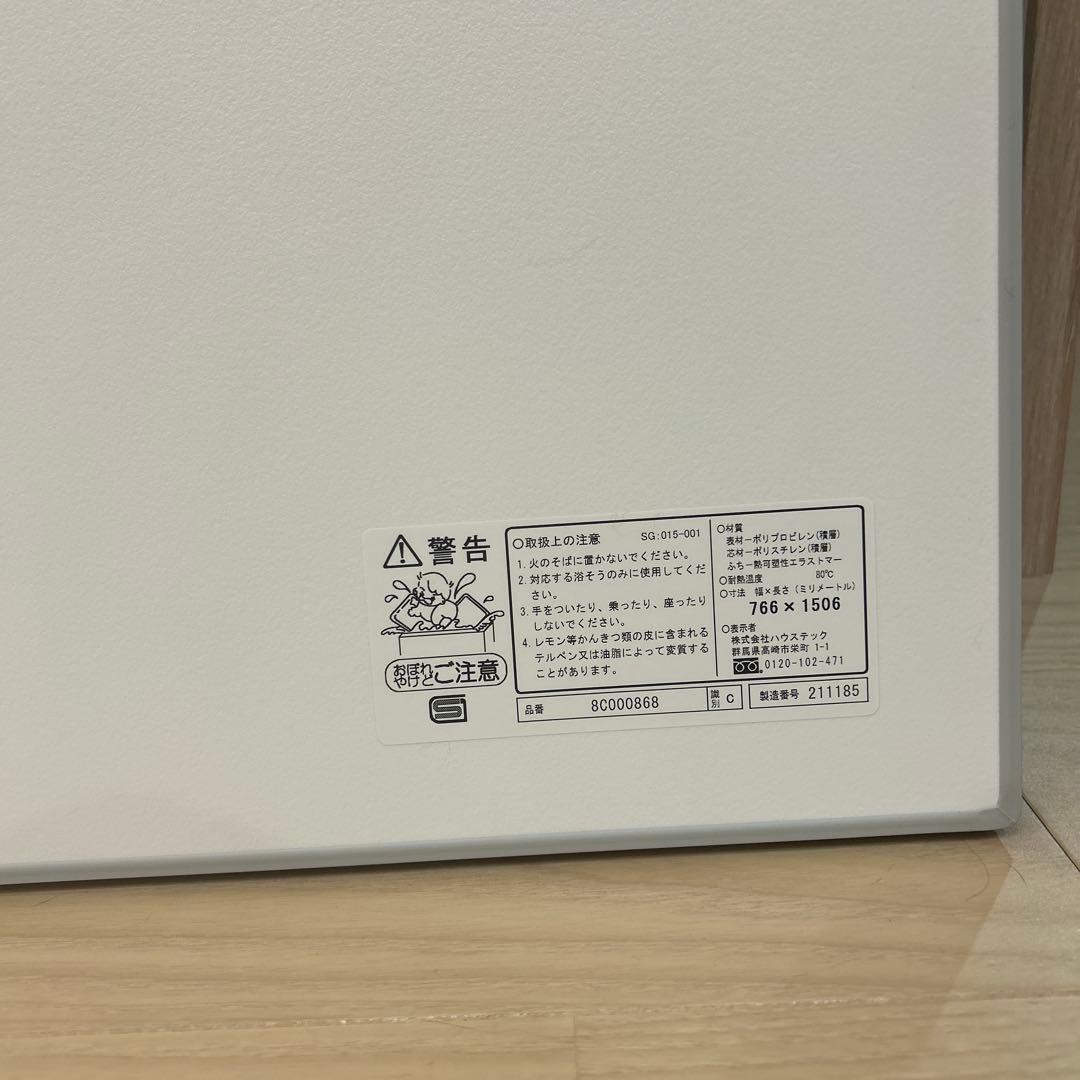 警告
おぼれ
やけど
ご注意
○取扱上の注意 SG:015-001
1. 火のそばに置かないでください。
2. 対応する浴そうのみに使用してくだ
さい。
3. 手をついたり、乗ったり、座ったり
しないでください。
4. レモン等かんきつ類の皮に含まれる
テルペン又は油脂によって変質する
ことがあります。
○材質
表材ーポリプロピレン(積層)
芯材ーポリスチレン(積層)
ふちー熱可塑性エラストマー
○耐熱温度 80℃
○寸法 幅×長さ(ミリメートル)
766×1506
○表示者
株式会社ハウステック
群馬県高崎市栄町 1-1
0120-102-471
品番 8C000868 識別 C 製造番号 211185